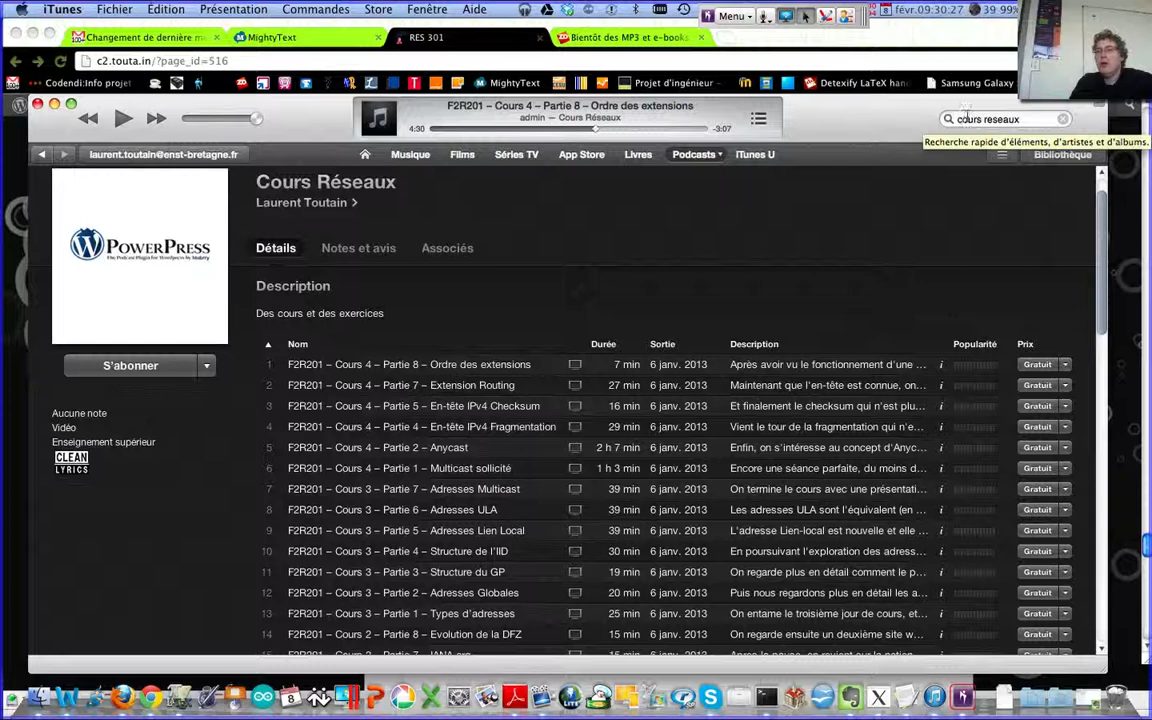 iTunes Fichier Édition Présentation Commandes Store Fenêtre Aide Menu févr. 09:30:27 39 99%
Changement de dernière m MightyText RES 301 Bientôt des MP3 et e-books
c2.touta.in/?page_id=516
Codendi:Info projet MightyText Projet d'ingénieur Detexify LaTeX han Samsung Galaxy
F2R201 – Cours 4 – Partie 8 – Ordre des extensions
admin — Cours Réseaux
4:30 -3:07
cours reseaux
Recherche rapide d'éléments, d'artistes et d'albums.
laurent.toutain@enst-bretagne.fr Musique Films Séries TV App Store Livres Podcasts iTunes U Bibliothèque
Cours Réseaux
Laurent Toutain
Détails Notes et avis Associés
WPOWERPRESS
The Podcast Plugin for Wordpress by blubrry
Description
Des cours et des exercices
S'abonner
Aucune note
Vidéo
Enseignement supérieur
CLEAN
LYRICS
Nom Durée Sortie Description Popularité Prix
1 F2R201 – Cours 4 – Partie 8 – Ordre des extensions 7 min 6 janv. 2013 Après avoir vu le fonctionnement d'une ... i Gratuit
2 F2R201 – Cours 4 – Partie 7 – Extension Routing 27 min 6 janv. 2013 Maintenant que l'en-tête est connue, on... i Gratuit
3 F2R201 – Cours 4 – Partie 5 – En-tête IPv4 Checksum 16 min 6 janv. 2013 Et finalement le checksum qui n'est plu... i Gratuit
4 F2R201 – Cours 4 – Partie 4 – En-tête IPv4 Fragmentation 29 min 6 janv. 2013 Vient le tour de la fragmentation qui n'e... i Gratuit
5 F2R201 – Cours 4 – Partie 2 – Anycast 2 h 7 min 6 janv. 2013 Enfin, on s'intéresse au concept d'Anyc... i Gratuit
6 F2R201 – Cours 4 – Partie 1 – Multicast sollicité 1 h 3 min 6 janv. 2013 Encore une séance parfaite, du moins d... i Gratuit
7 F2R201 – Cours 3 – Partie 7 – Adresses Multicast 39 min 6 janv. 2013 On termine le cours avec une présentati... i Gratuit
8 F2R201 – Cours 3 – Partie 6 – Adresses ULA 39 min 6 janv. 2013 Les adresses ULA sont l'équivalent (en ... i Gratuit
9 F2R201 – Cours 3 – Partie 5 – Adresses Lien Local 39 min 6 janv. 2013 L'adresse Lien-local est nouvelle et elle ... i Gratuit
10 F2R201 – Cours 3 – Partie 4 – Structure de l'IID 30 min 6 janv. 2013 En poursuivant l'exploration des adress... i Gratuit
11 F2R201 – Cours 3 – Partie 3 – Structure du GP 19 min 6 janv. 2013 On regarde plus en détail comment le p... i Gratuit
12 F2R201 – Cours 3 – Partie 2 – Adresses Globales 20 min 6 janv. 2013 Puis nous regardons plus en détail les a... i Gratuit
13 F2R201 – Cours 3 – Partie 1 – Types d'adresses 25 min 6 janv. 2013 On entame le troisième jour de cours, et... i Gratuit
14 F2R201 – Cours 2 – Partie 8 – Evolution de la DFZ 15 min 6 janv. 2013 On regarde ensuite un deuxième site w... i Gratuit